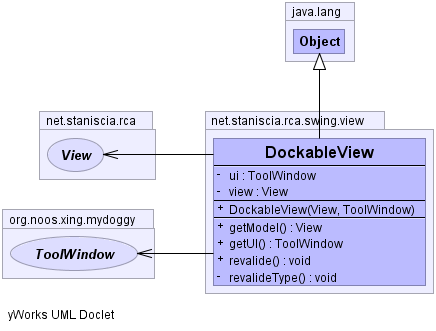 java.lang
Object
net.staniscia.rca
View
net.staniscia.rca.swing.view
DockableView
- ui : ToolWindow
- view : View
+ DockableView(View, ToolWindow)
+ getModel() : View
+ getUI() : ToolWindow
+ revalide() : void
- revalideType() : void
org.noos.xing.mydoggy
ToolWindow
yWorks UML Doclet